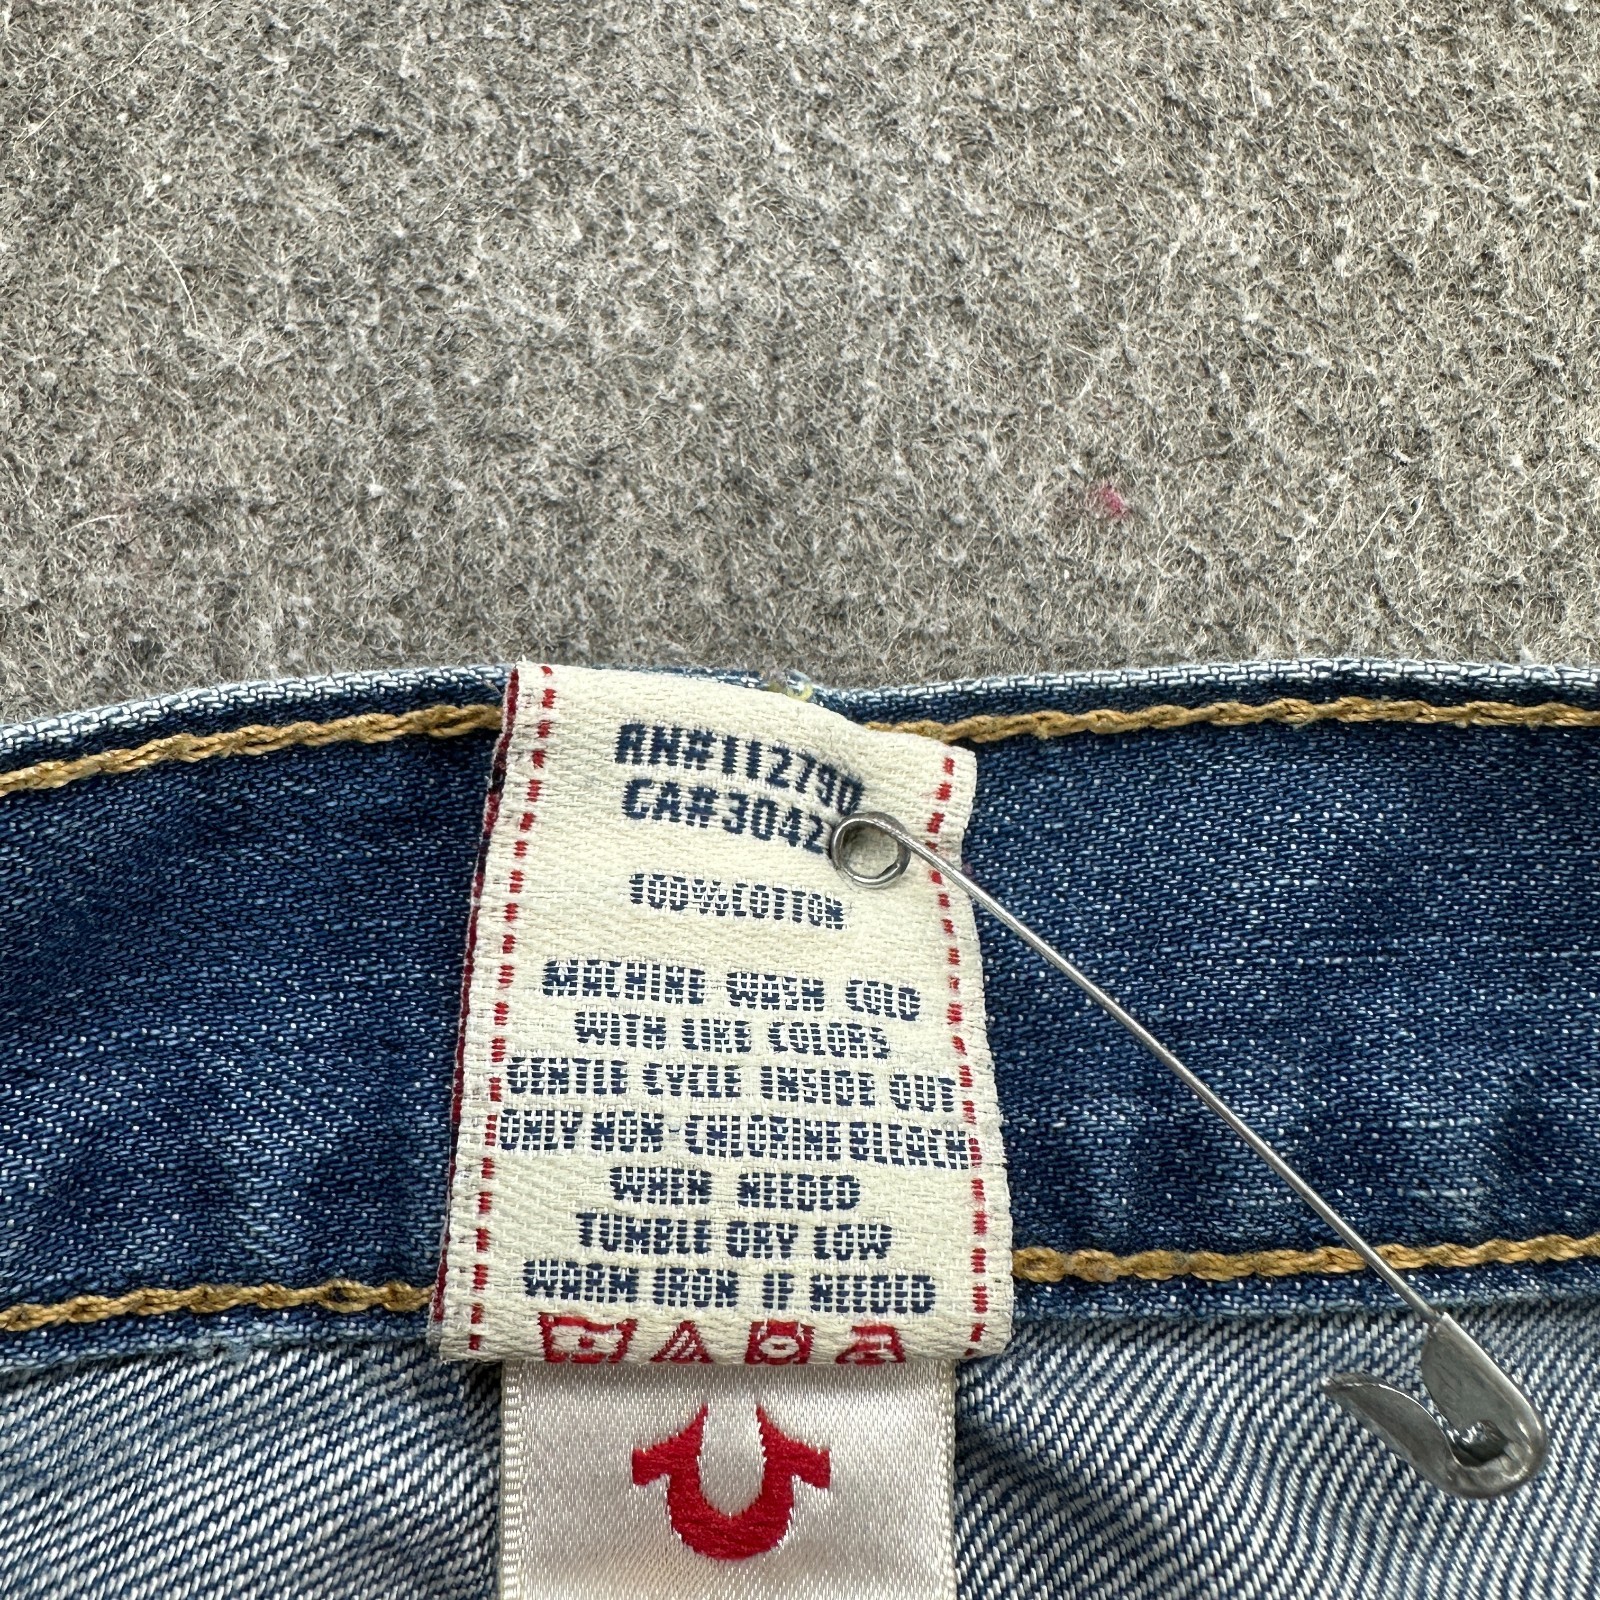 RN#112790
CA#3042
100%COTTON
MACHINE WASH COLD
WITH LIKE COLORS
GENTLE CYCLE INSIDE OUT
ONLY NON-CHLORINE BLEACH
WHEN NEEDED
TUMBLE DRY LOW
WARM IRON IF NEEDED